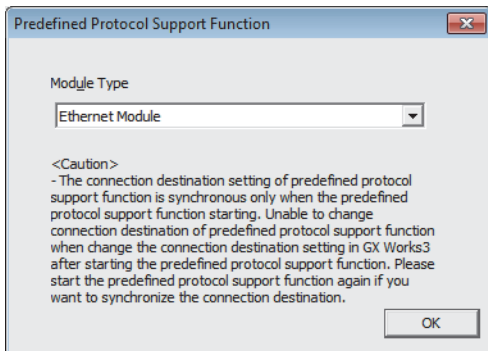 Predefined Protocol Support Function
Module Type
Ethernet Module
<Caution>
- The connection destination setting of predefined protocol
support function is synchronous only when the predefined
protocol support function starting. Unable to change
connection destination of predefined protocol support function
when change the connection destination setting in GX Works3
after starting the predefined protocol support function. Please
start the predefined protocol support function again if you
want to synchronize the connection destination.
OK